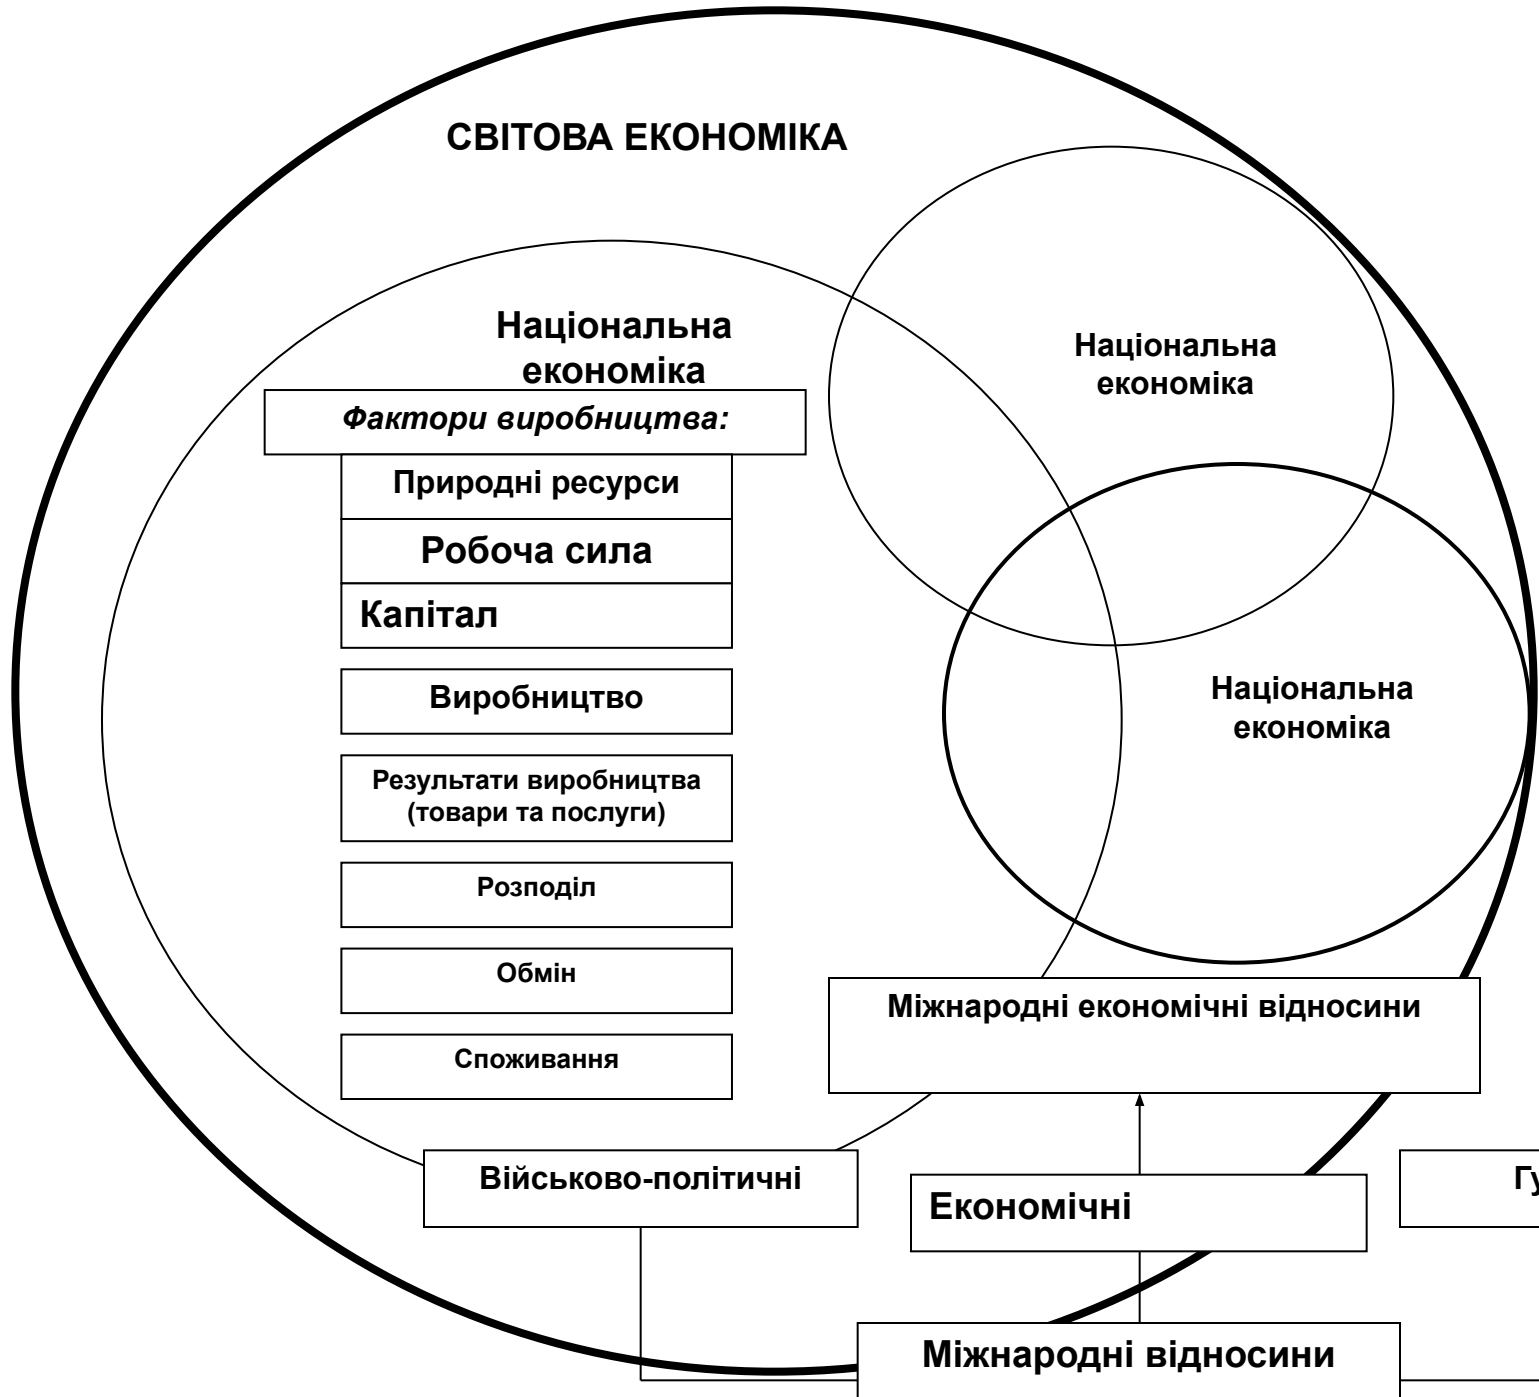 СВІТОВА ЕКОНОМІКА
Національна
економіка
Фактори виробництва:
Природні ресурси
Робоча сила
Капітал
Виробництво
Результати виробництва
(товари та послуги)
Розподіл
Обмін
Споживання
Національна
економіка
Національна
економіка
Міжнародні економічні відносини
Військово-політичні
Економічні
Міжнародні відносини